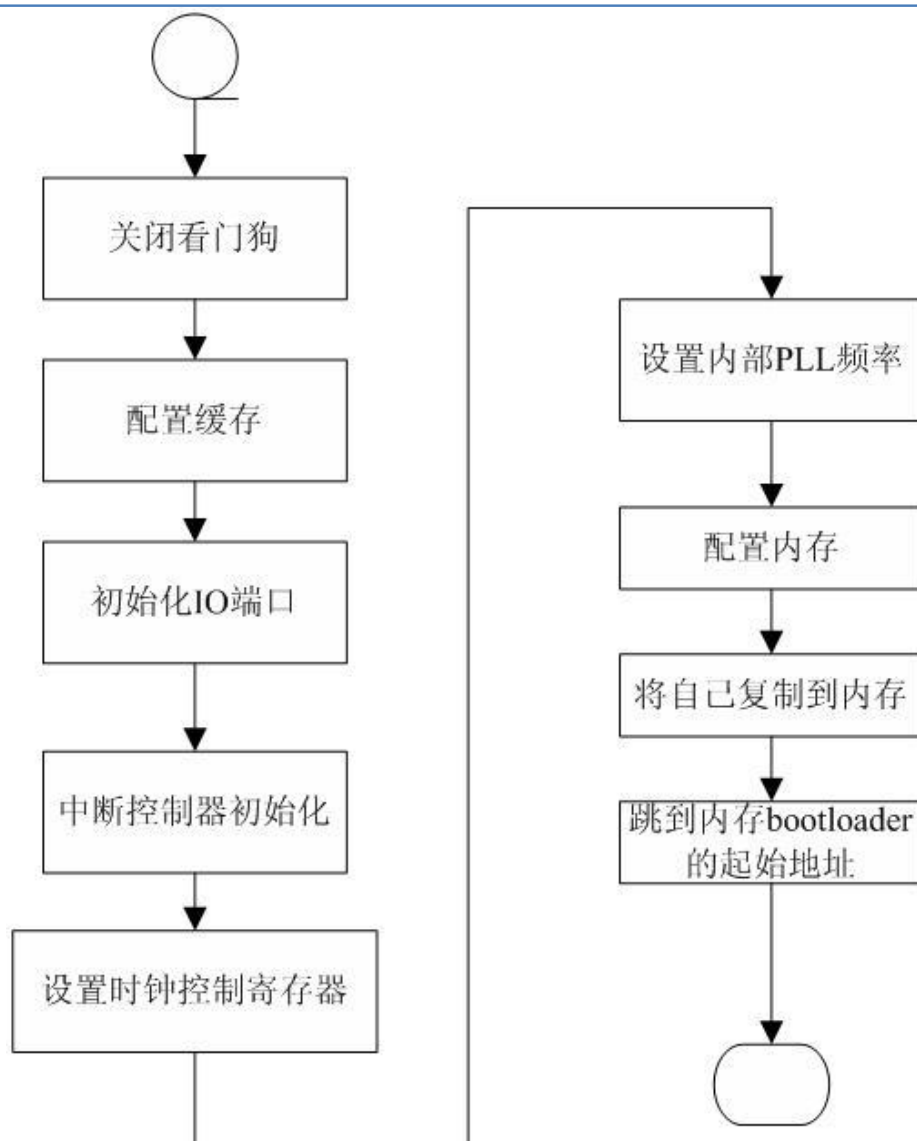 关闭看门狗
配置缓存
初始化IO端口
中断控制器初始化
设置时钟控制寄存器
设置内部PLL频率
配置内存
将自己复制到内存
跳到内存bootloader
的起始地址